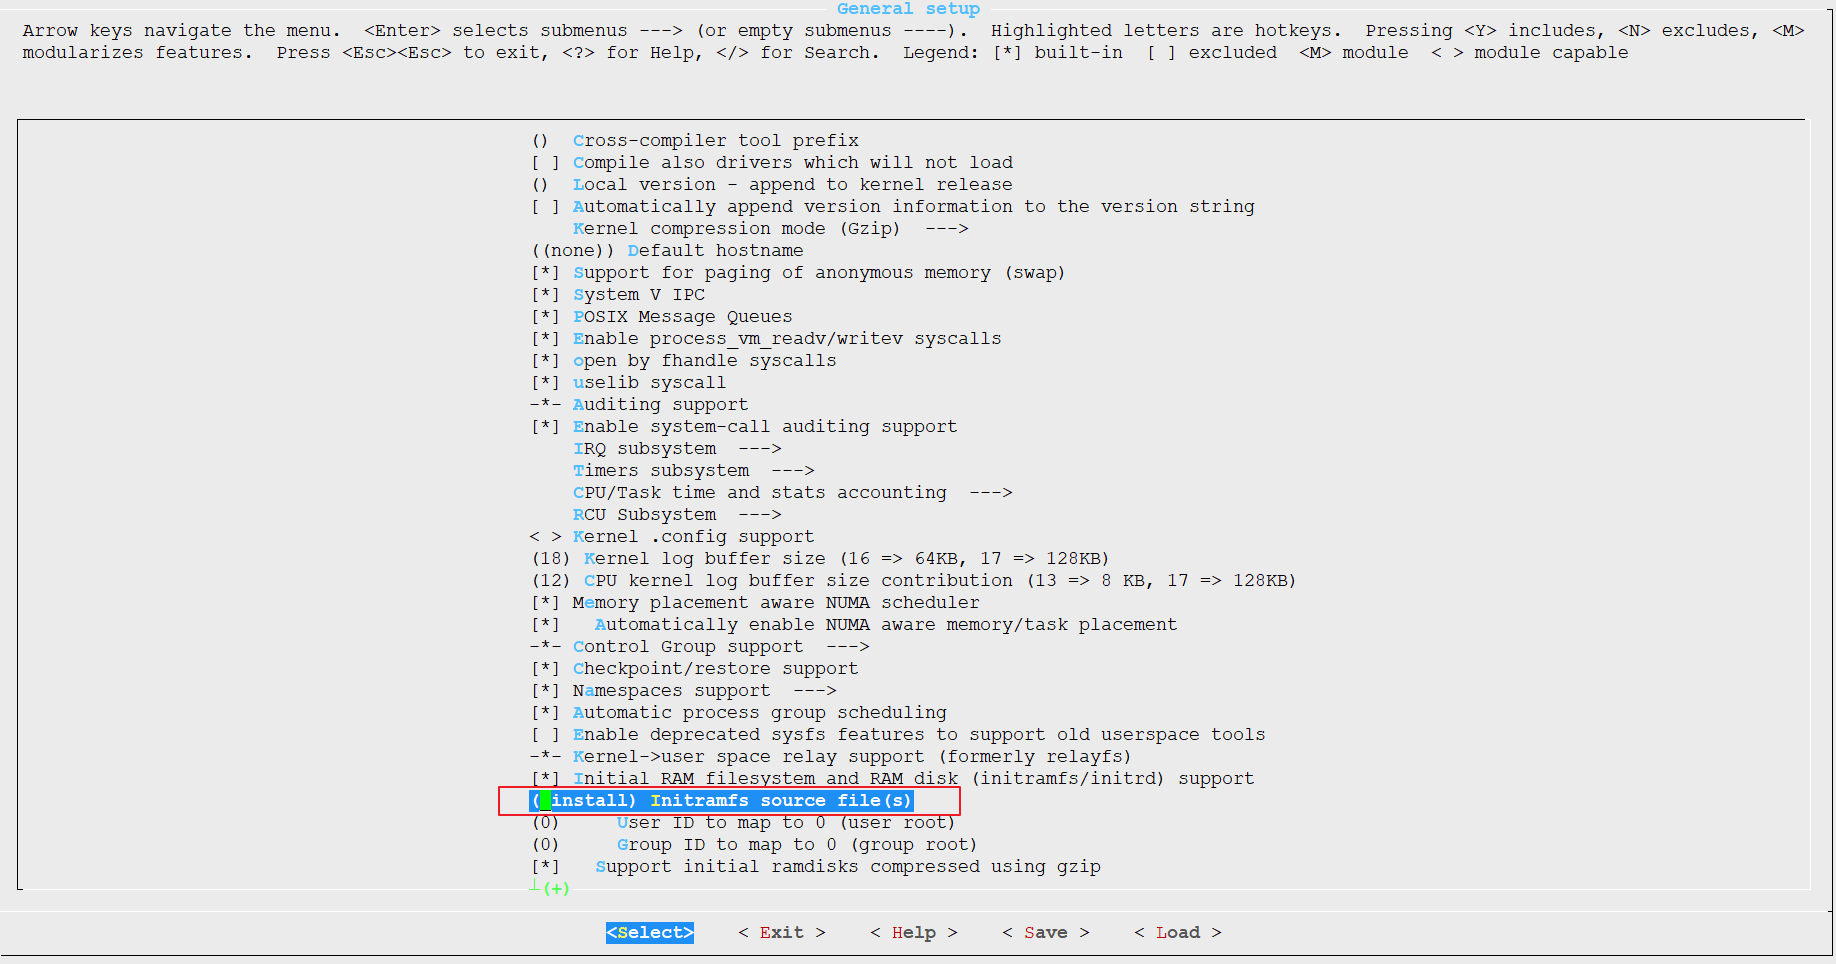 General setup
Arrow keys navigate the menu.  <Enter> selects submenus ---> (or empty submenus ----).  Highlighted letters are hotkeys.  Pressing <Y> includes, <N> excludes, <M>
modularizes features.  Press <Esc><Esc> to exit, <?> for Help, </> for Search.  Legend: [*] built-in  [ ] excluded  <M> module  < > module capable
()  Cross-compiler tool prefix
[ ] Compile also drivers which will not load
()  Local version - append to kernel release
[ ] Automatically append version information to the version string
Kernel compression mode (Gzip)  --->
((none)) Default hostname
[*] Support for paging of anonymous memory (swap)
[*] System V IPC
[*] POSIX Message Queues
[*] Enable process_vm_readv/writev syscalls
[*] open by fhandle syscalls
[*] uselib syscall
-*- Auditing support
[*] Enable system-call auditing support
IRQ subsystem  --->
Timers subsystem  --->
CPU/Task time and stats accounting  --->
RCU Subsystem  --->
< > Kernel .config support
(18) Kernel log buffer size (16 => 64KB, 17 => 128KB)
(12) CPU kernel log buffer size contribution (13 => 8 KB, 17 => 128KB)
[*] Memory placement aware NUMA scheduler
[*]   Automatically enable NUMA aware memory/task placement
-*- Control Group support  --->
[*] Checkpoint/restore support
[*] Namespaces support  --->
[*] Automatic process group scheduling
[ ] Enable deprecated sysfs features to support old userspace tools
-*- Kernel->user space relay support (formerly relayfs)
[*] Initial RAM filesystem and RAM disk (initramfs/initrd) support
(_install) Initramfs source file(s)
(0)     User ID to map to 0 (user root)
(0)     Group ID to map to 0 (group root)
[*]   Support initial ramdisks compressed using gzip
┴(+)
<Select>    < Exit >    < Help >    < Save >    < Load >